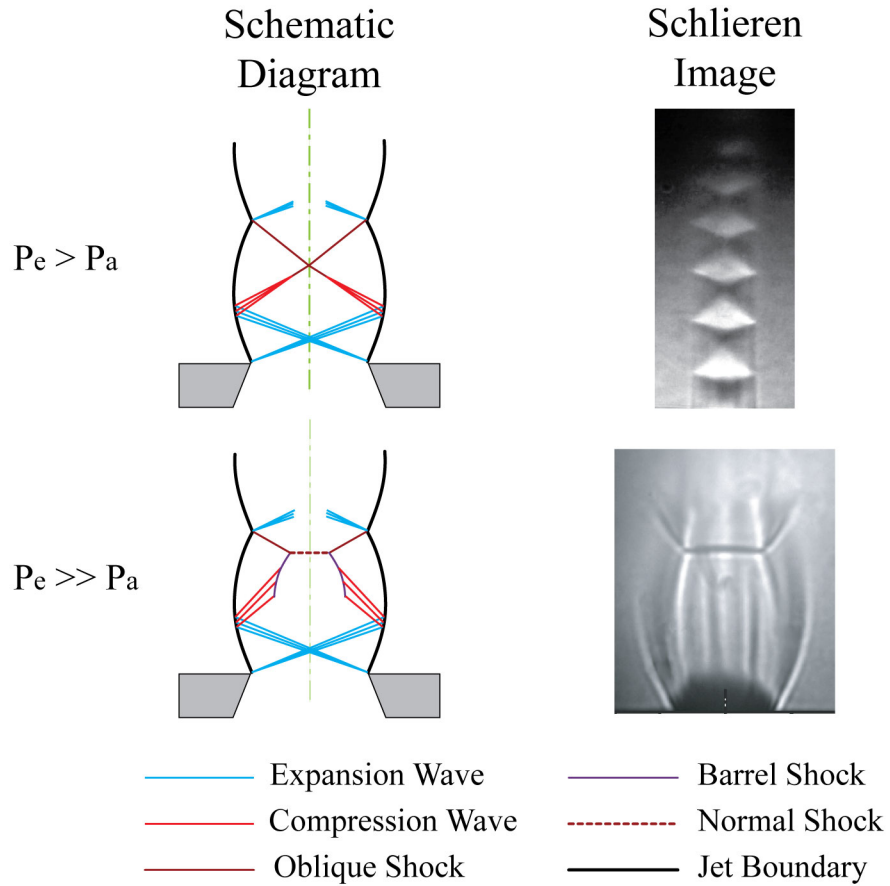 Schematic
Diagram
Schlieren
Image
Pe > Pa
Pe >> Pa
Expansion Wave
Barrel Shock
Compression Wave
Normal Shock
Oblique Shock
Jet Boundary